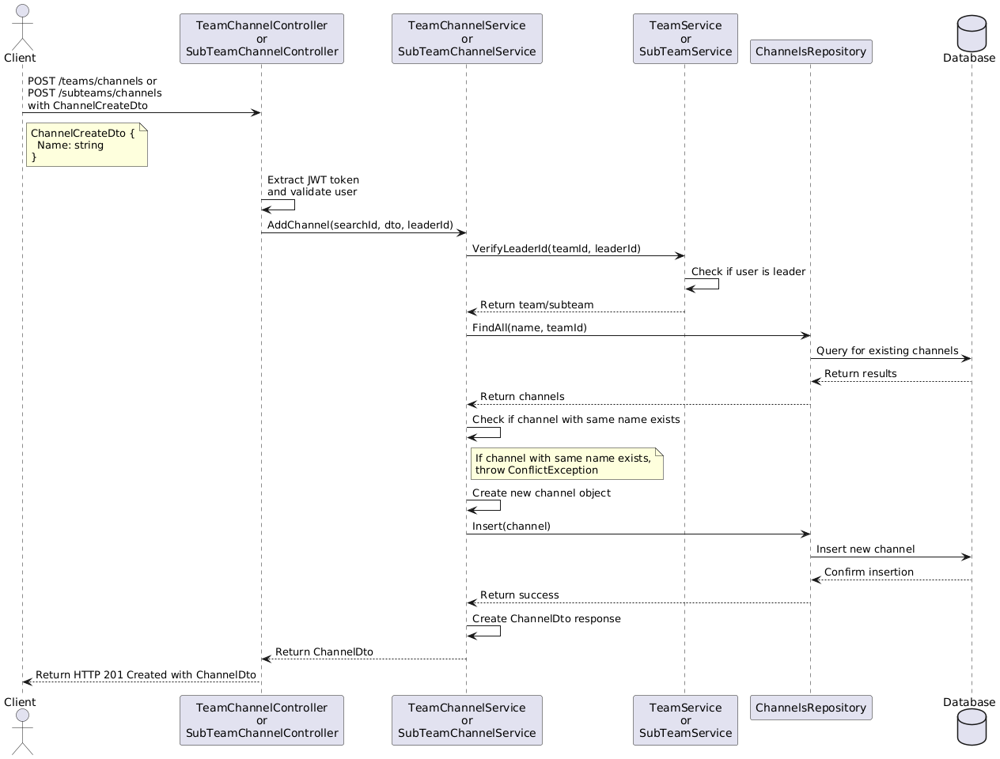 Client
TeamChannelController
or
SubTeamChannelController
TeamChannelService
or
SubTeamChannelService
TeamService
or
SubTeamService
ChannelsRepository
Database
POST /teams/channels or
POST /subteams/channels
with ChannelCreateDto
ChannelCreateDto {
Name: string
}
Extract JWT token
and validate user
AddChannel(searchId, dto, leaderId)
VerifyLeaderId(teamId, leaderId)
Check if user is leader
Return team/subteam
FindAll(name, teamId)
Query for existing channels
Return results
Return channels
Check if channel with same name exists
If channel with same name exists,
throw ConflictException
Create new channel object
Insert(channel)
Insert new channel
Confirm insertion
Return success
Create ChannelDto response
Return ChannelDto
Return HTTP 201 Created with ChannelDto
Client
TeamChannelController
or
SubTeamChannelController
TeamChannelService
or
SubTeamChannelService
TeamService
or
SubTeamService
ChannelsRepository
Database